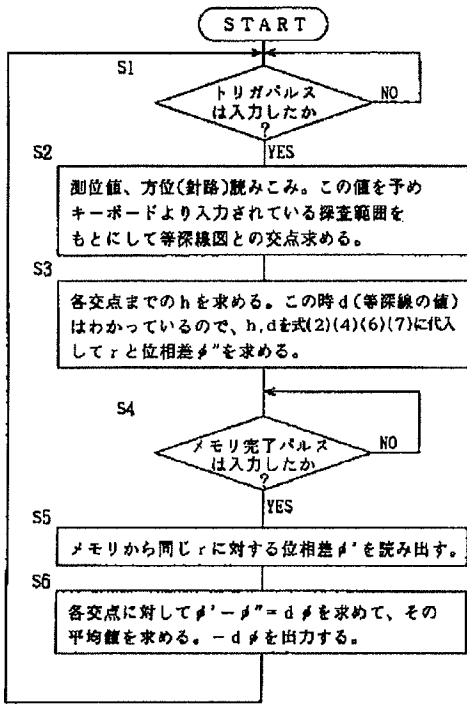 START
S1
トリガパルス
は入力したか
?
NO
YES
S2
測位値、方位(針路)読みこみ。この値を予め
キーボードより入力されている探査範囲を
もとにして等深線図との交点求める。
S3
各交点までのhを求める。この時d(等深線の値)
はわかっているので、h,dを式(2)(4)(6)(7)に代入
してrと位相差φ"を求める。
S4
メモリ完了パルス
は入力したか
?
NO
YES
S5
メモリから同じrに対する位相差φ'を読み出す。
S6
各交点に対してφ'-φ"=dφを求めて、その
平均値を求める。-dφを出力する。